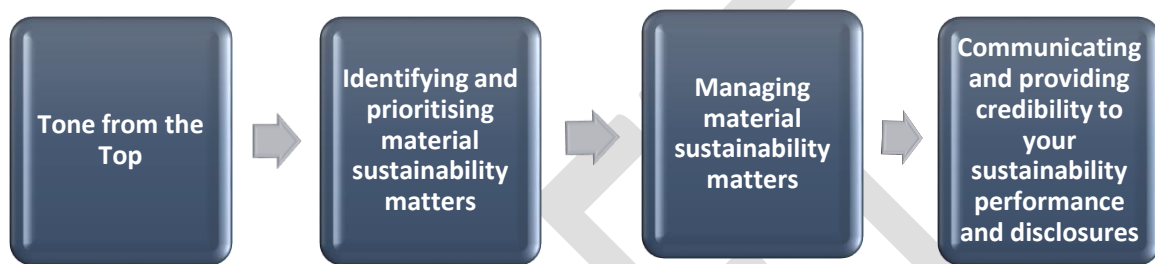 Tone from the
Top
Identifying and
prioritising
material
sustainability
matters
Managing
material
sustainability
matters
Communicating
and providing
credibility to
your
sustainability
performance
and disclosures